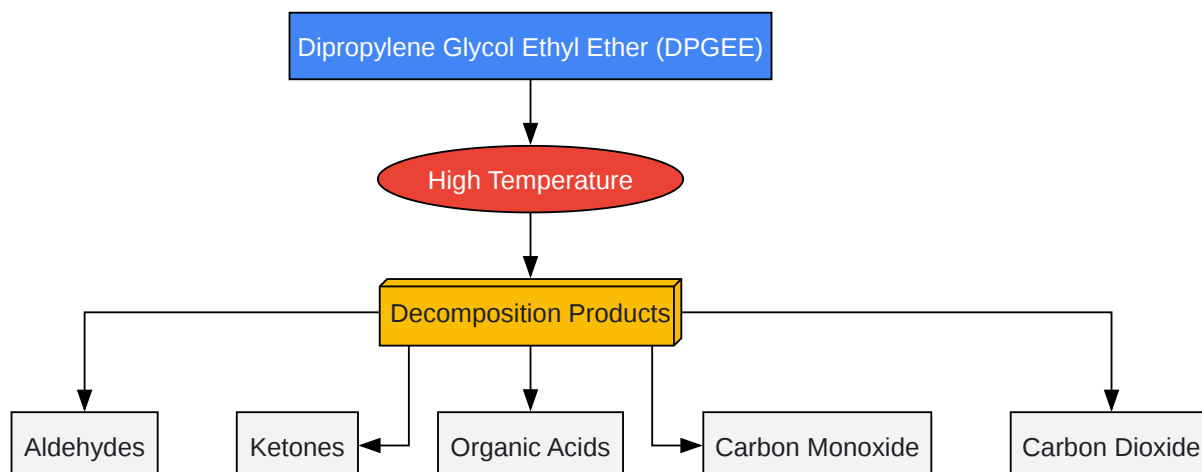 Dipropylene Glycol Ethyl Ether (DPGEE)
High Temperature
Decomposition Products
Aldehydes
Ketones
Organic Acids
Carbon Monoxide
Carbon Dioxide